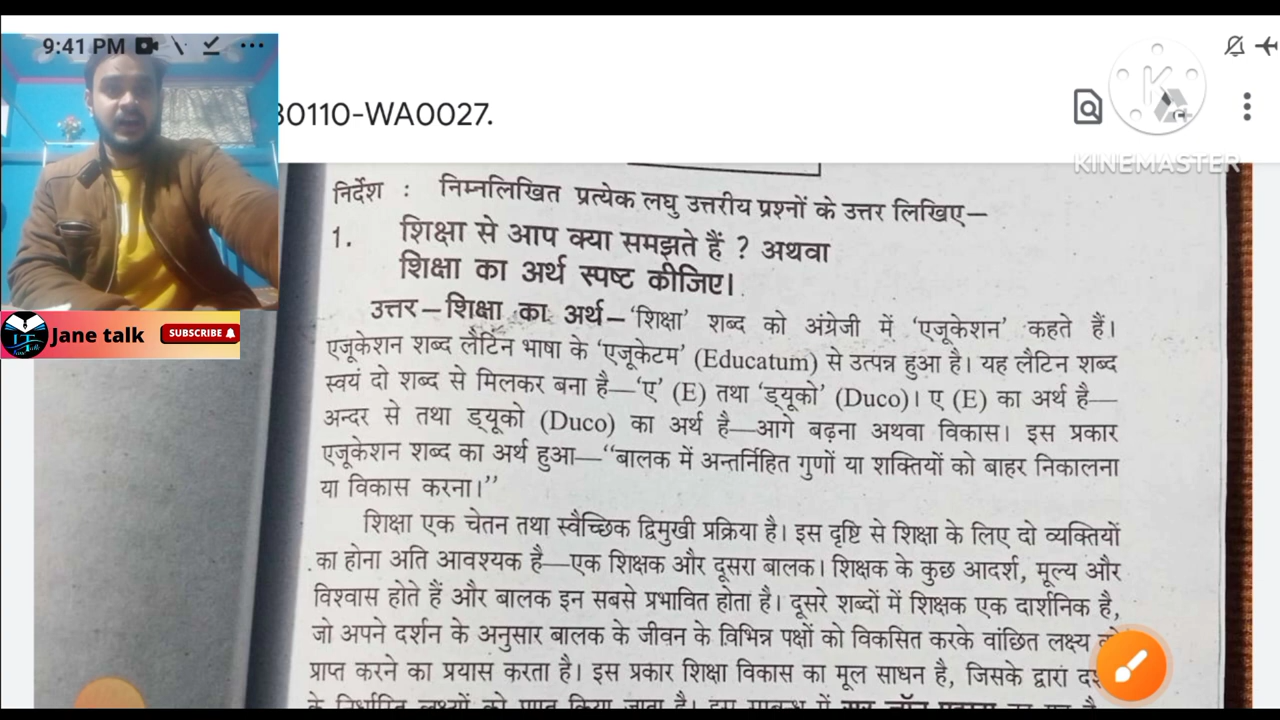 9:41 PM
30110-WA0027.
KINEMASTER
निर्देश : निम्नलिखित प्रत्येक लघु उत्तरीय प्रश्नों के उत्तर लिखिए—
1. शिक्षा से आप क्या समझते हैं ? अथवा
शिक्षा का अर्थ स्पष्ट कीजिए।
उत्तर–शिक्षा का अर्थ–‘शिक्षा’ शब्द को अंग्रेजी में ‘एजूकेशन’ कहते हैं।
Jane talk SUBSCRIBE
एजूकेशन शब्द लैटिन भाषा के ‘एजूकेटम’ (Educatum) से उत्पन्न हुआ है। यह लैटिन शब्द
स्वयं दो शब्द से मिलकर बना है—‘ए’ (E) तथा ‘ड्यूको’ (Duco)। ए (E) का अर्थ है—
अन्दर से तथा ड्यूको (Duco) का अर्थ है—आगे बढ़ना अथवा विकास। इस प्रकार
एजूकेशन शब्द का अर्थ हुआ—“बालक में अन्तर्निहित गुणों या शक्तियों को बाहर निकालना
या विकास करना।”
शिक्षा एक चेतन तथा स्वैच्छिक द्विमुखी प्रक्रिया है। इस दृष्टि से शिक्षा के लिए दो व्यक्तियों
का होना अति आवश्यक है—एक शिक्षक और दूसरा बालक। शिक्षक के कुछ आदर्श, मूल्य और
विश्वास होते हैं और बालक इन सबसे प्रभावित होता है। दूसरे शब्दों में शिक्षक एक दार्शनिक है,
जो अपने दर्शन के अनुसार बालक के जीवन के विभिन्न पक्षों को विकसित करके वांछित लक्ष्य
प्राप्त करने का प्रयास करता है। इस प्रकार शिक्षा विकास का मूल साधन है, जिसके द्वारा